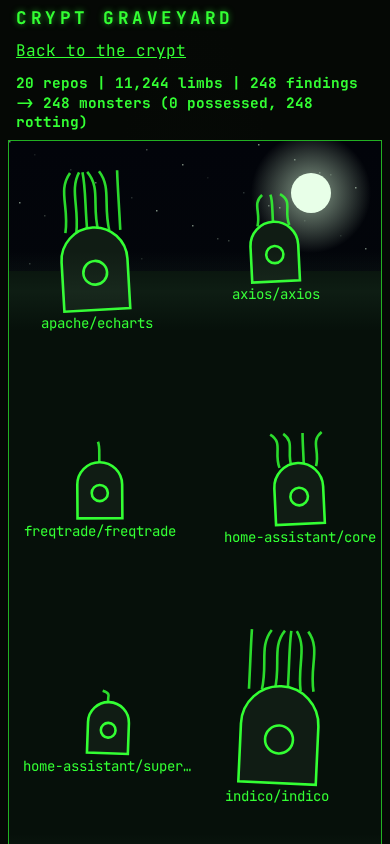 CRYPT GRAVEYARD
Back to the crypt
20 repos | 11,244 limbs | 248 findings
—> 248 monsters (0 possessed, 248
rotting)
apache/echarts
axios/axios
freqtrade/freqtrade
home-assistant/core
home-assistant/super…
indico/indico